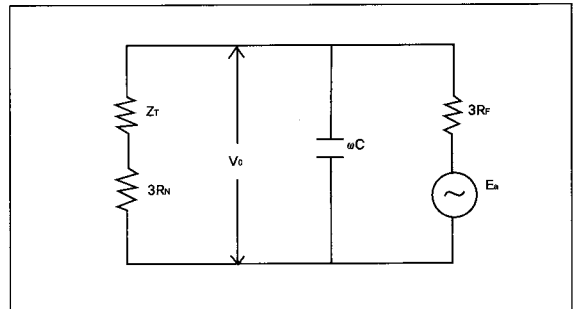 Z_T
3R_F
V_0
ωC
3R_N
E_a